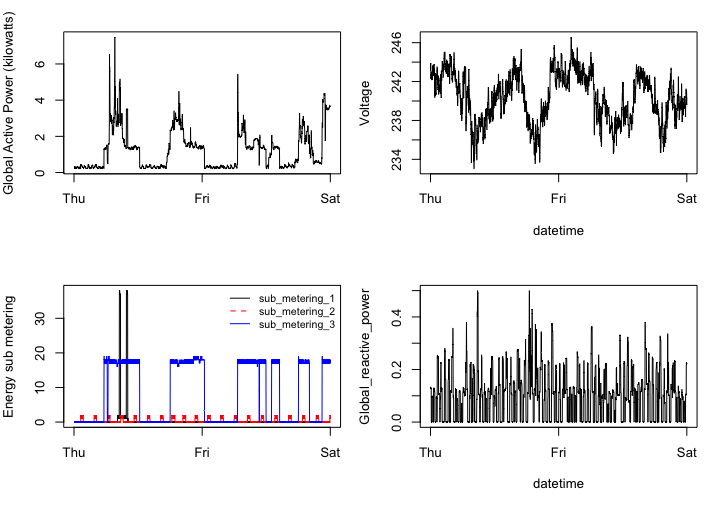 Global Active Power (kilowatts)
6
4
2
0
Thu
Fri
Sat
Voltage
246
242
238
234
Thu
Fri
Sat
datetime
Energy sub metering
30
20
10
0
sub_metering_1
sub_metering_2
sub_metering_3
Thu
Fri
Sat
Global_reactive_power
0.4
0.2
0.0
Thu
Fri
Sat
datetime